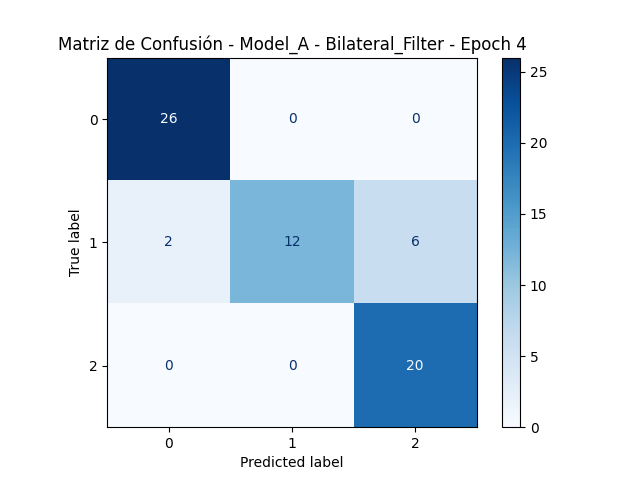 Matriz de Confusión - Model_A - Bilateral_Filter - Epoch 4
True label
0
26 0 0
1
2 12 6
2
0 0 20
0 1 2
Predicted label
25
20
15
10
5
0